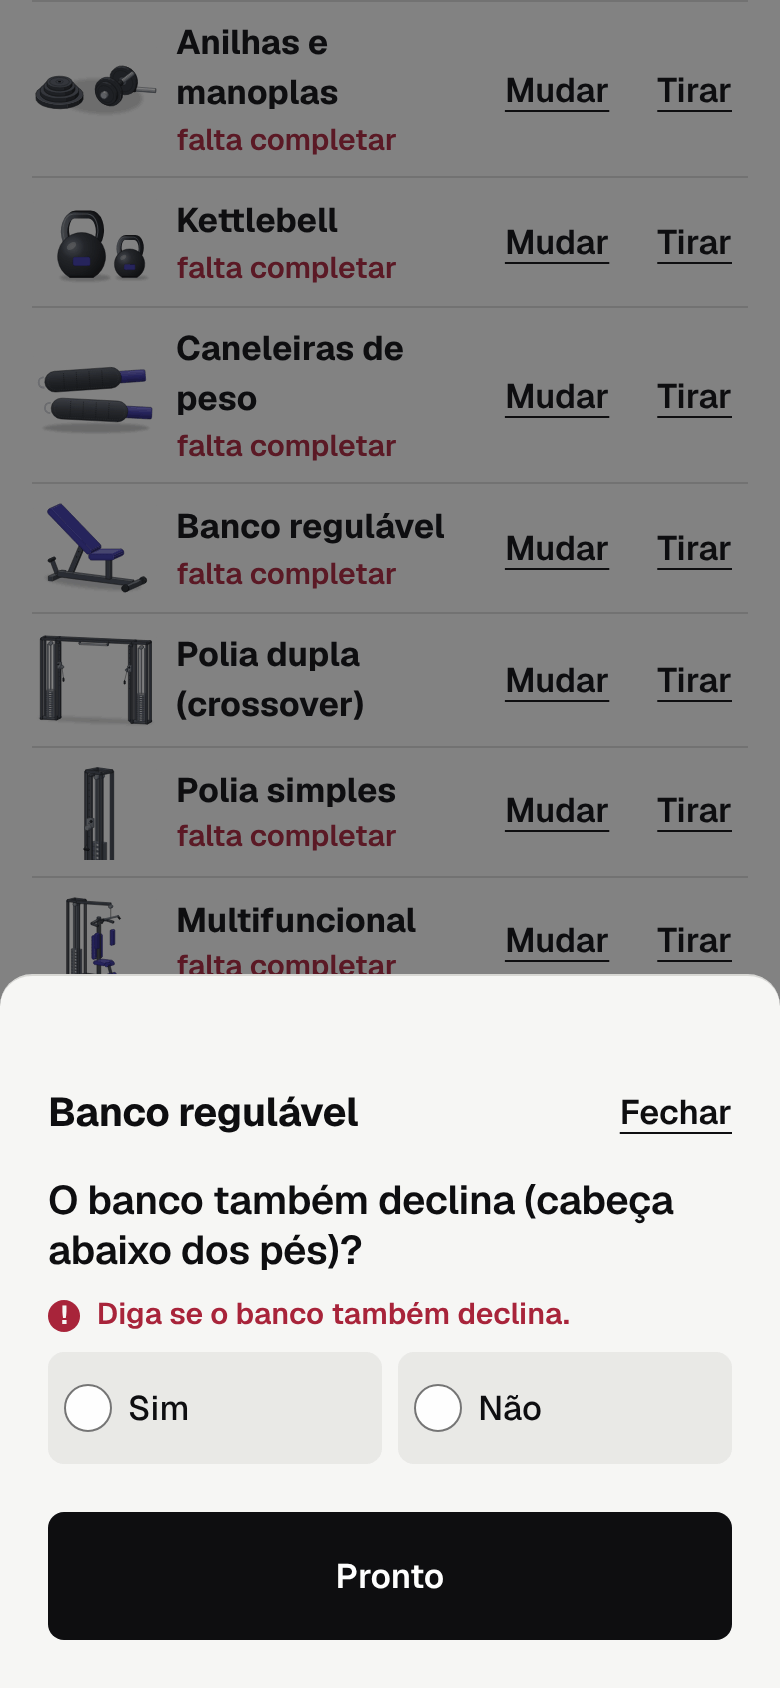 Anilhas e
manoplas
falta completar
Mudar
Tirar
Kettlebell
falta completar
Mudar
Tirar
Caneleiras de
peso
falta completar
Mudar
Tirar
Banco regulável
falta completar
Mudar
Tirar
Polia dupla
(crossover)
Mudar
Tirar
Polia simples
falta completar
Mudar
Tirar
Multifuncional
falta completar
Mudar
Tirar
Banco regulável
Fechar
O banco também declina (cabeça
abaixo dos pés)?
! Diga se o banco também declina.
Sim
Não
Pronto